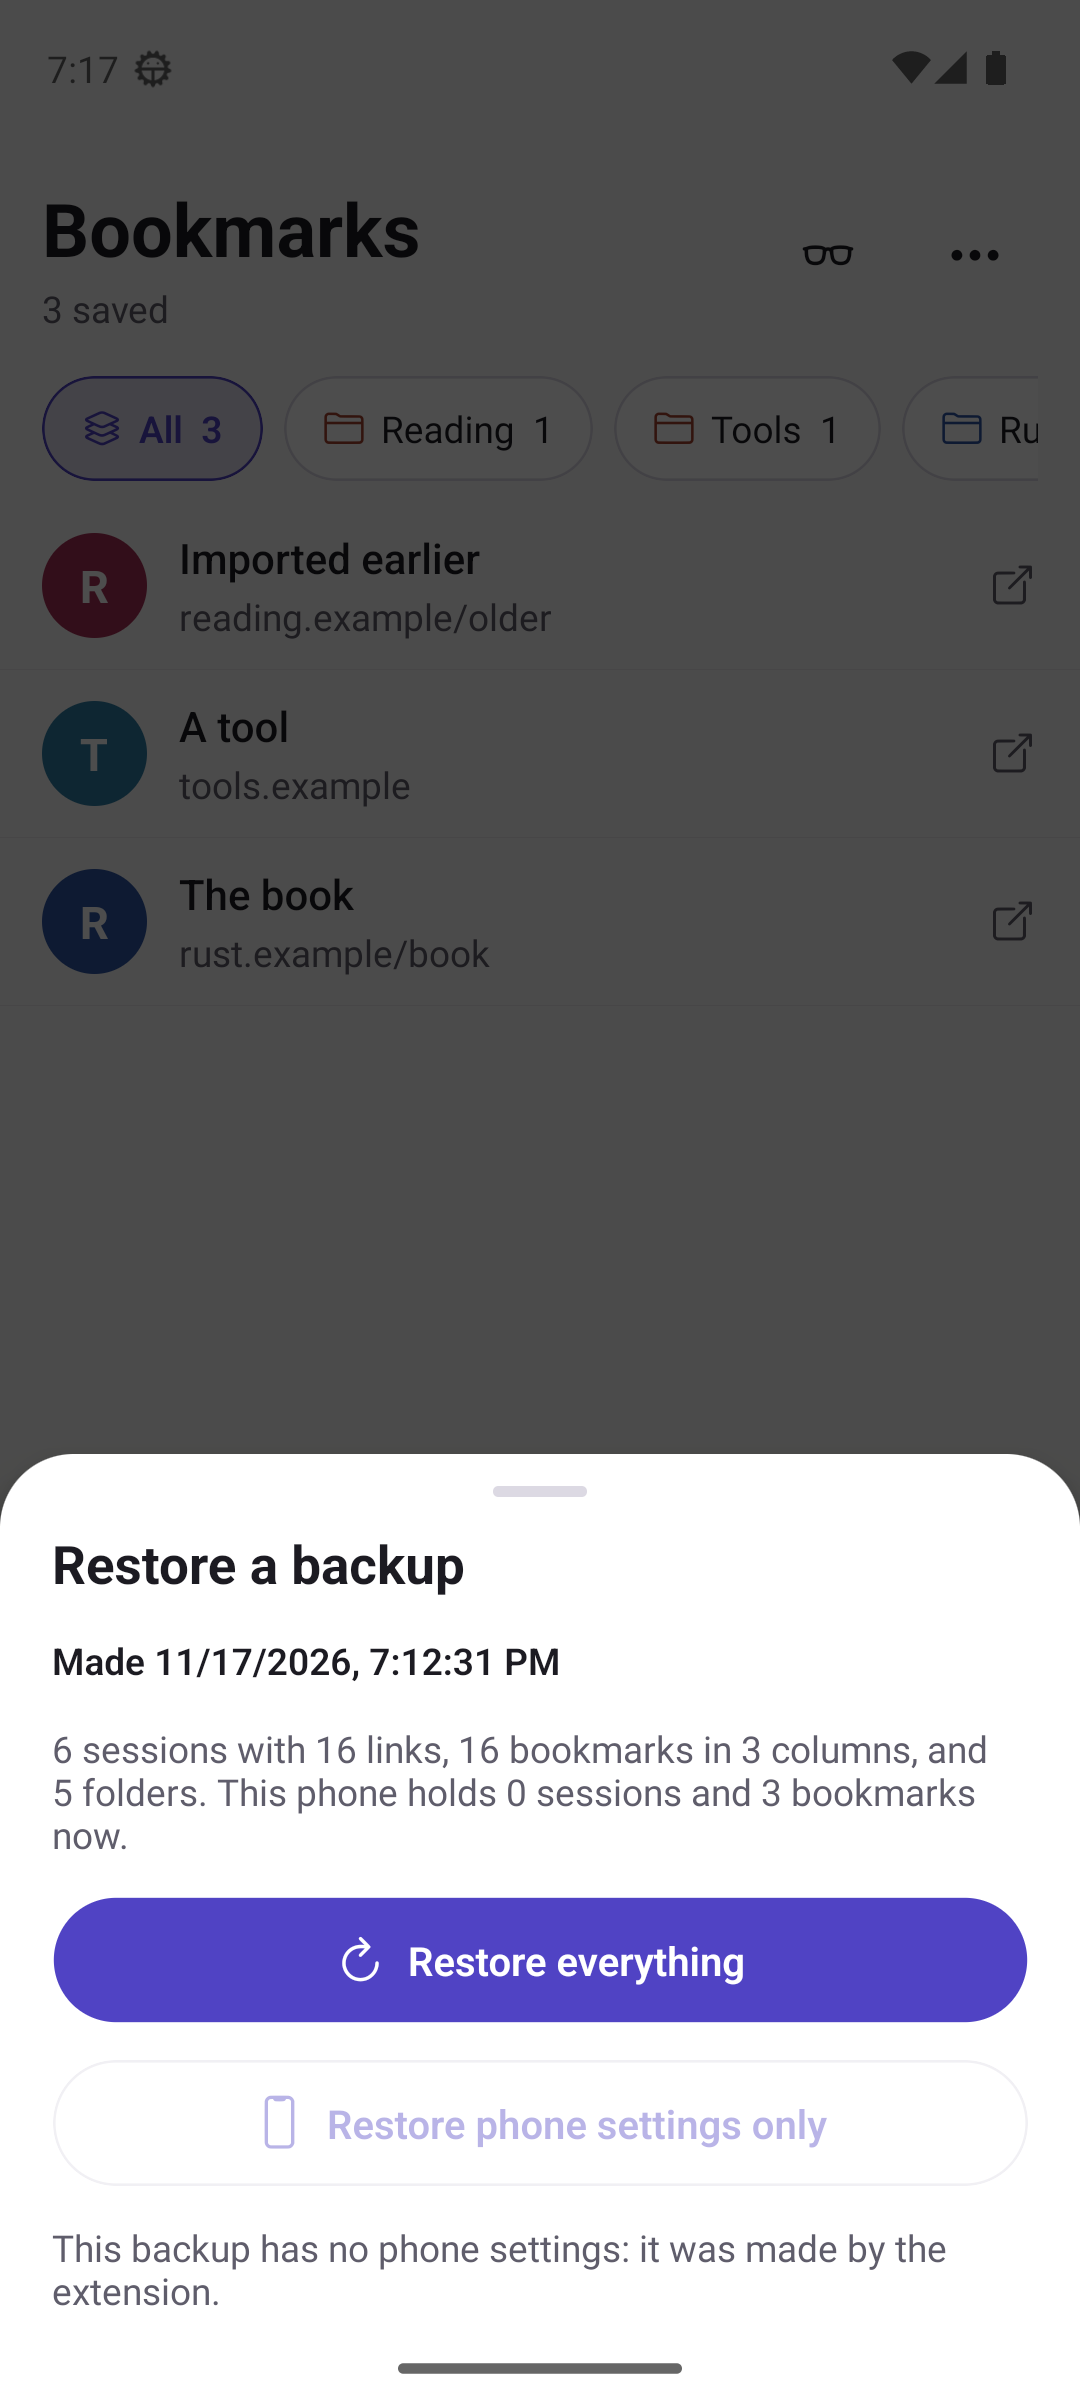 7:17
Bookmarks
3 saved
All 3
Reading 1
Tools 1
Ru
R
Imported earlier
reading.example/older
T
A tool
tools.example
R
The book
rust.example/book
Restore a backup
Made 11/17/2026, 7:12:31 PM
6 sessions with 16 links, 16 bookmarks in 3 columns, and
5 folders. This phone holds 0 sessions and 3 bookmarks
now.
Restore everything
Restore phone settings only
This backup has no phone settings: it was made by the
extension.